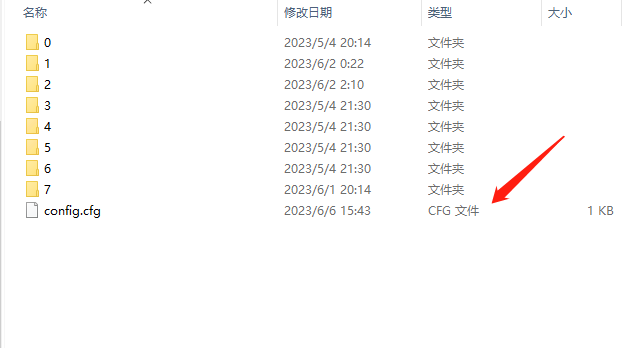 名称 修改日期 类型 大小
0 2023/5/4 20:14 文件夹
1 2023/6/2 0:22 文件夹
2 2023/6/2 2:10 文件夹
3 2023/5/4 21:30 文件夹
4 2023/5/4 21:30 文件夹
5 2023/5/4 21:30 文件夹
6 2023/5/4 21:30 文件夹
7 2023/6/1 20:14 文件夹
config.cfg 2023/6/6 15:43 CFG 文件 1 KB